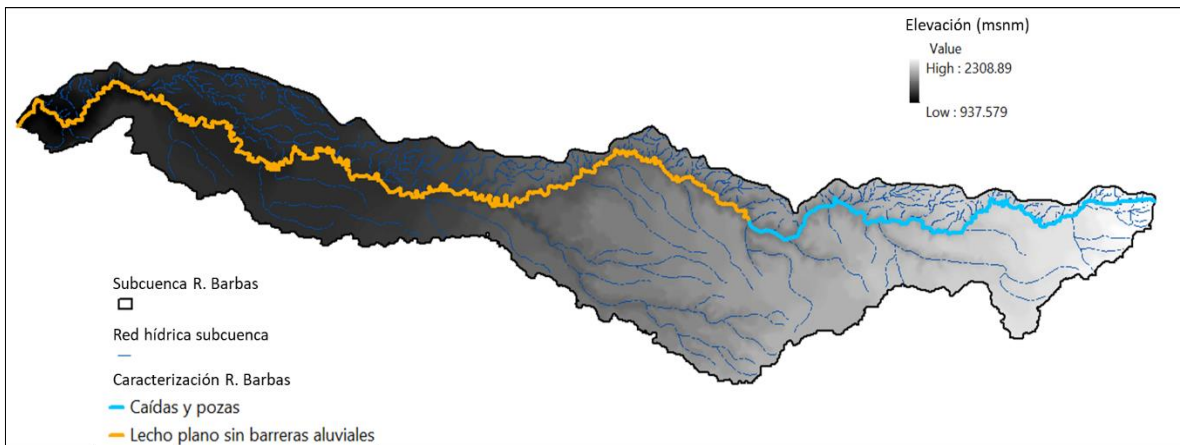 Elevación (msnm)
Value
High : 2308.89
Low : 937.579
Subcuenca R. Barbas
Red hídrica subcuenca
Caracterización R. Barbas
Caídas y pozas
Lecho plano sin barreras aluviales